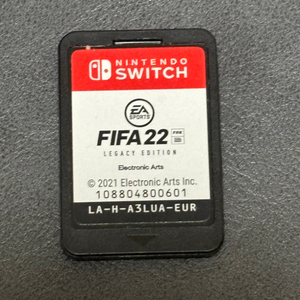 NINTENDO
SWITCH
EA
SPORTS
FIFA 22
LEGACY EDITION
Electronic Arts
© 2021 Electronic Arts Inc.
108804800601
LA-H-A3LUA-EUR